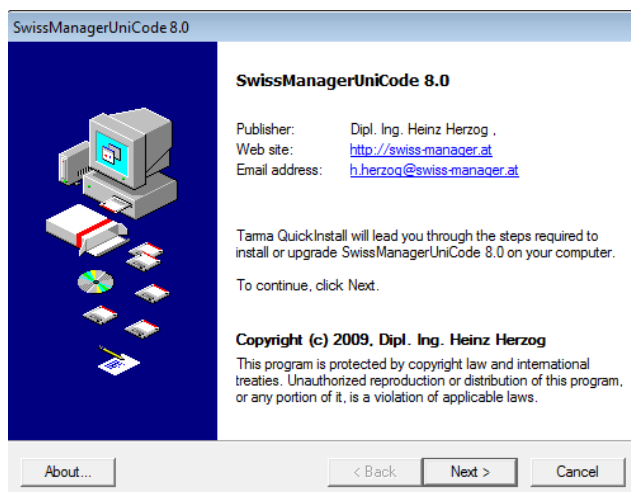 SwissManagerUniCode 8.0
SwissManagerUniCode 8.0
Publisher: Dipl. Ing. Heinz Herzog ,
Web site: http://swiss-manager.at
Email address: h.herzog@swiss-manager.at
Tarma QuickInstall will lead you through the steps required to
install or upgrade SwissManagerUniCode 8.0 on your computer.
To continue, click Next.
Copyright (c) 2009, Dipl. Ing. Heinz Herzog
This program is protected by copyright law and international
treaties. Unauthorized reproduction or distribution of this program,
or any portion of it, is a violation of applicable laws.
About... < Back Next > Cancel